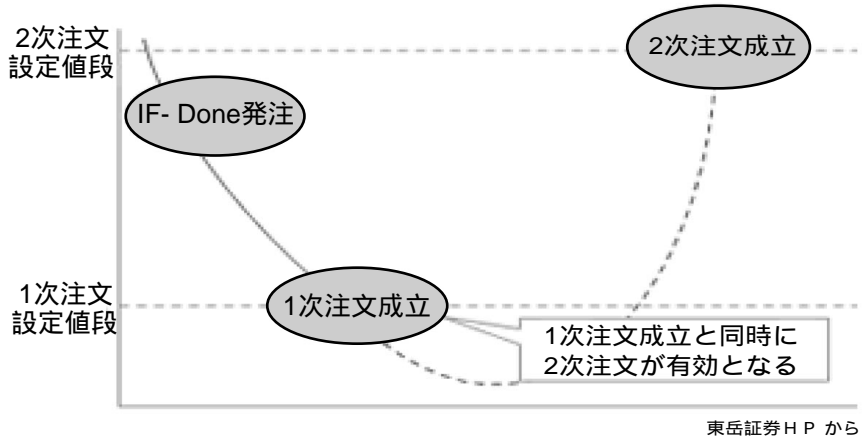 2次注文
設定値段
2次注文成立
IF- Done発注
1次注文
設定値段
1次注文成立
1次注文成立と同時に
2次注文が有効となる
東岳証券ＨＰ から